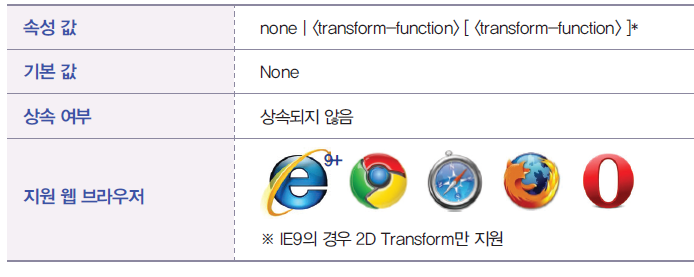 속성 값 none | 〈transform-function〉 [ 〈transform-function〉 ]*
기본 값 None
상속 여부 상속되지 않음
지원 웹 브라우저 9+
※ IE9의 경우 2D Transform만 지원